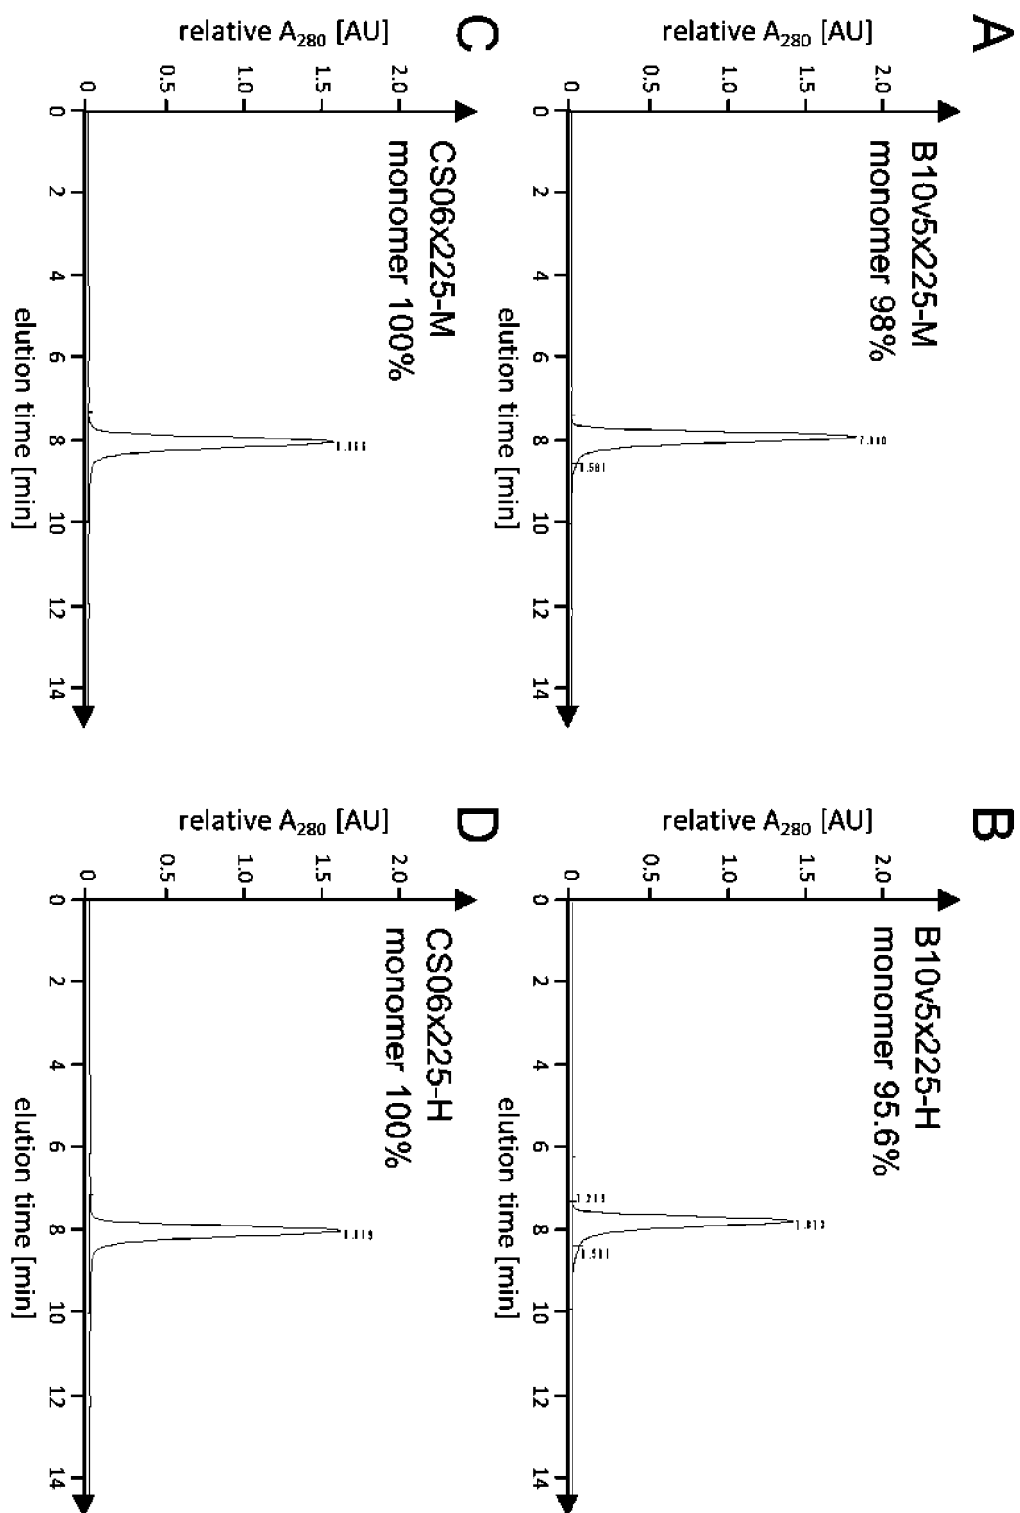 A
B10v5x225-M
monomer 98%
relative A280 [AU]
2.0
1.5
1.0
0.5
0
0 2 4 6 8 10 12 14
elution time [min]
B
B10v5x225-H
monomer 95.6%
relative A280 [AU]
2.0
1.5
1.0
0.5
0
0 2 4 6 8 10 12 14
elution time [min]
C
CS06x225-M
monomer 100%
relative A280 [AU]
2.0
1.5
1.0
0.5
0
0 2 4 6 8 10 12 14
elution time [min]
D
CS06x225-H
monomer 100%
relative A280 [AU]
2.0
1.5
1.0
0.5
0
0 2 4 6 8 10 12 14
elution time [min]